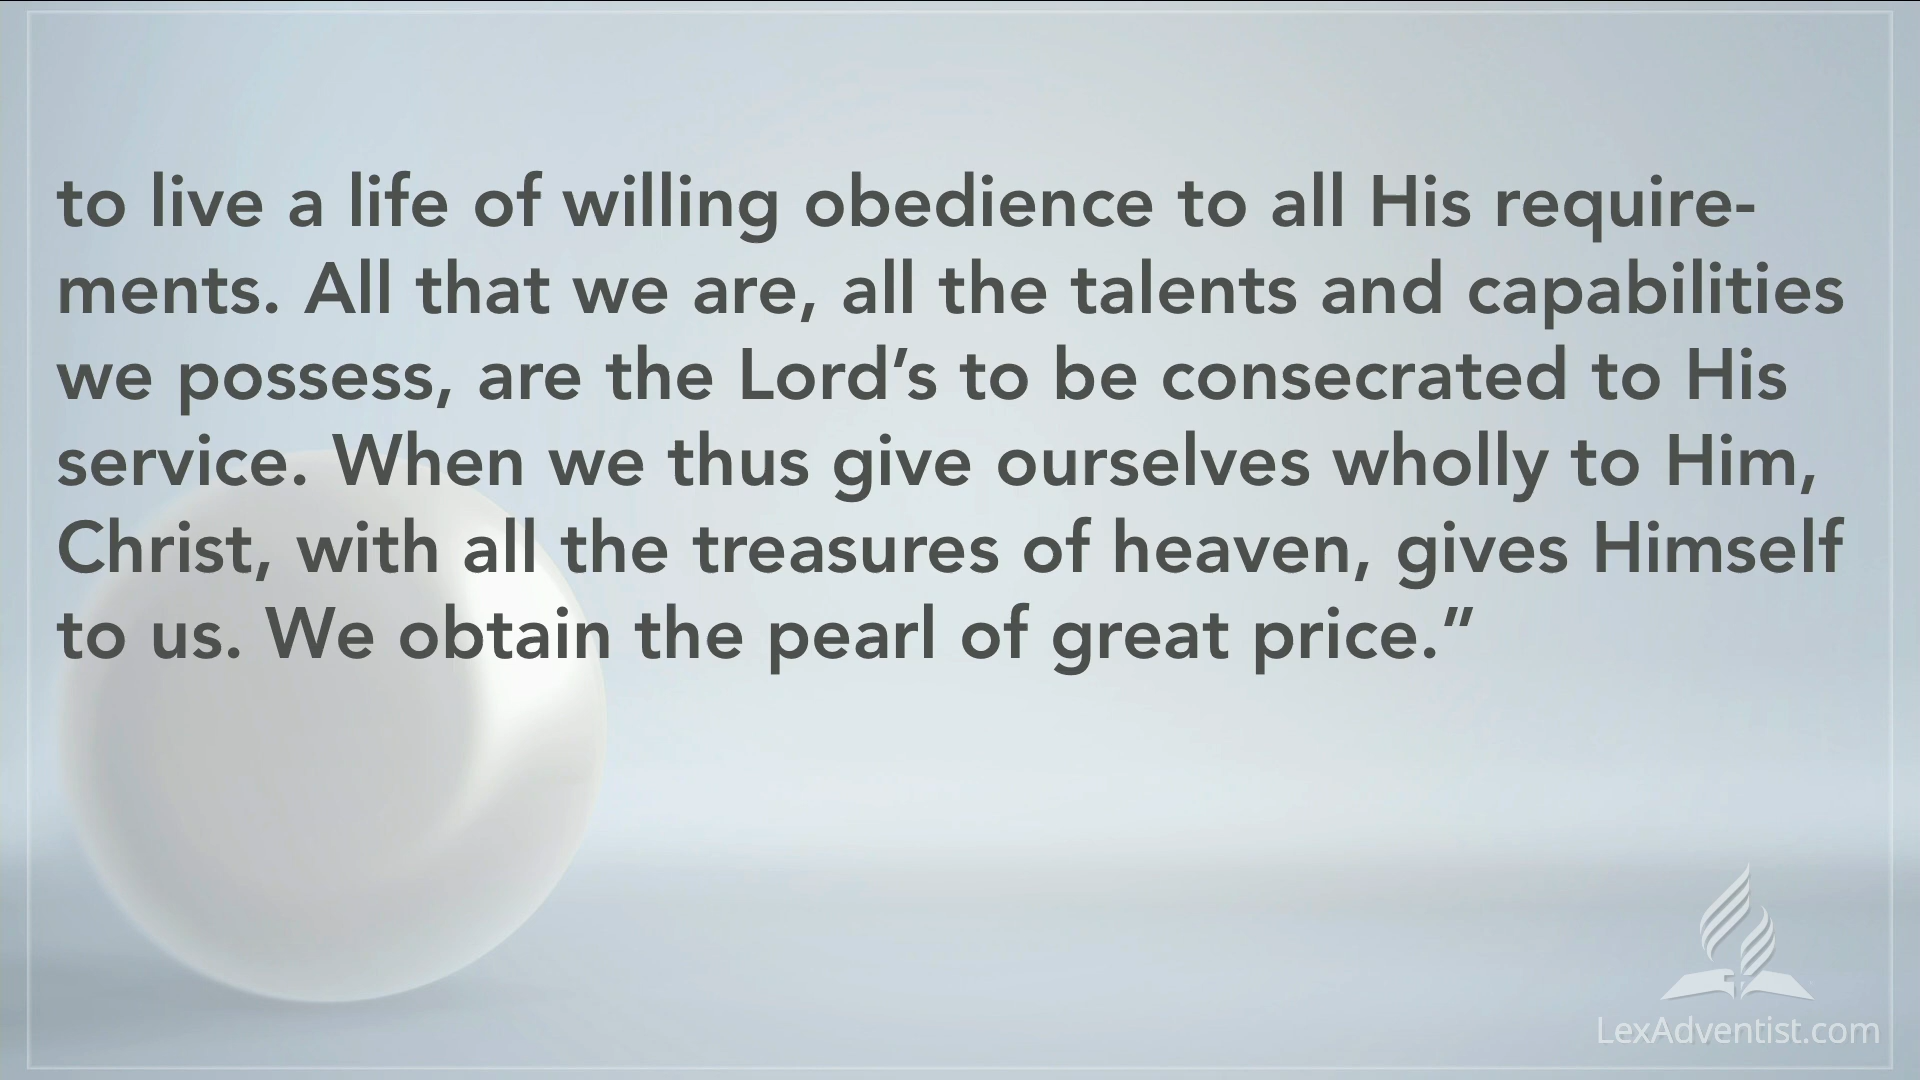 to live a life of willing obedience to all His require-
ments. All that we are, all the talents and capabilities
we possess, are the Lord’s to be consecrated to His
service. When we thus give ourselves wholly to Him,
Christ, with all the treasures of heaven, gives Himself
to us. We obtain the pearl of great price.”
LexAdventist.com